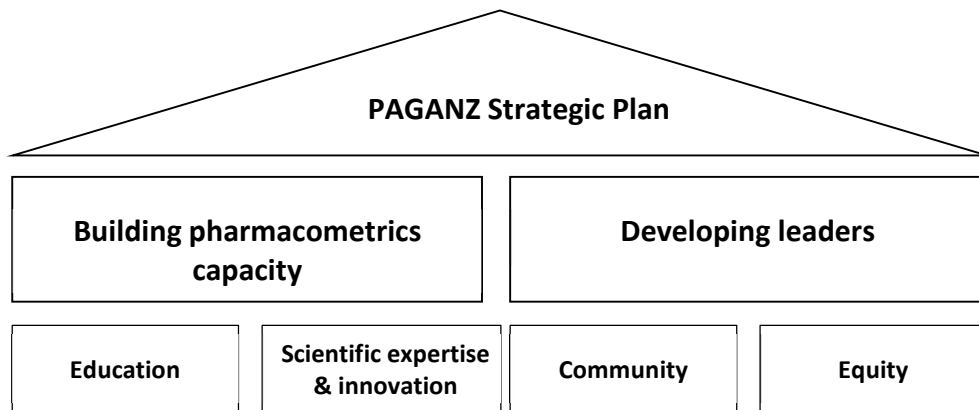 PAGANZ Strategic Plan
Building pharmacometrics
capacity
Developing leaders
Education
Scientific expertise
& innovation
Community
Equity